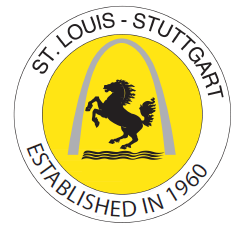 ST. LOUIS - STUTTGART
ESTABLISHED IN 1960